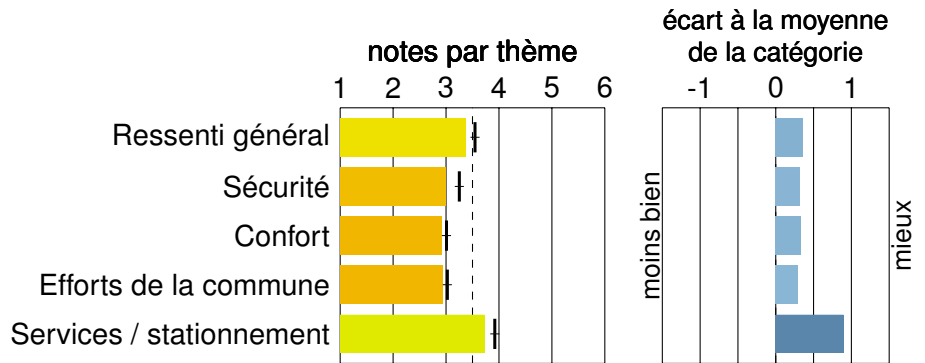 notes par thème
1 2 3 4 5 6
Ressenti général
Sécurité
Confort
Efforts de la commune
Services / stationnement
écart à la moyenne
de la catégorie
-1 0 1
moins bien
mieux